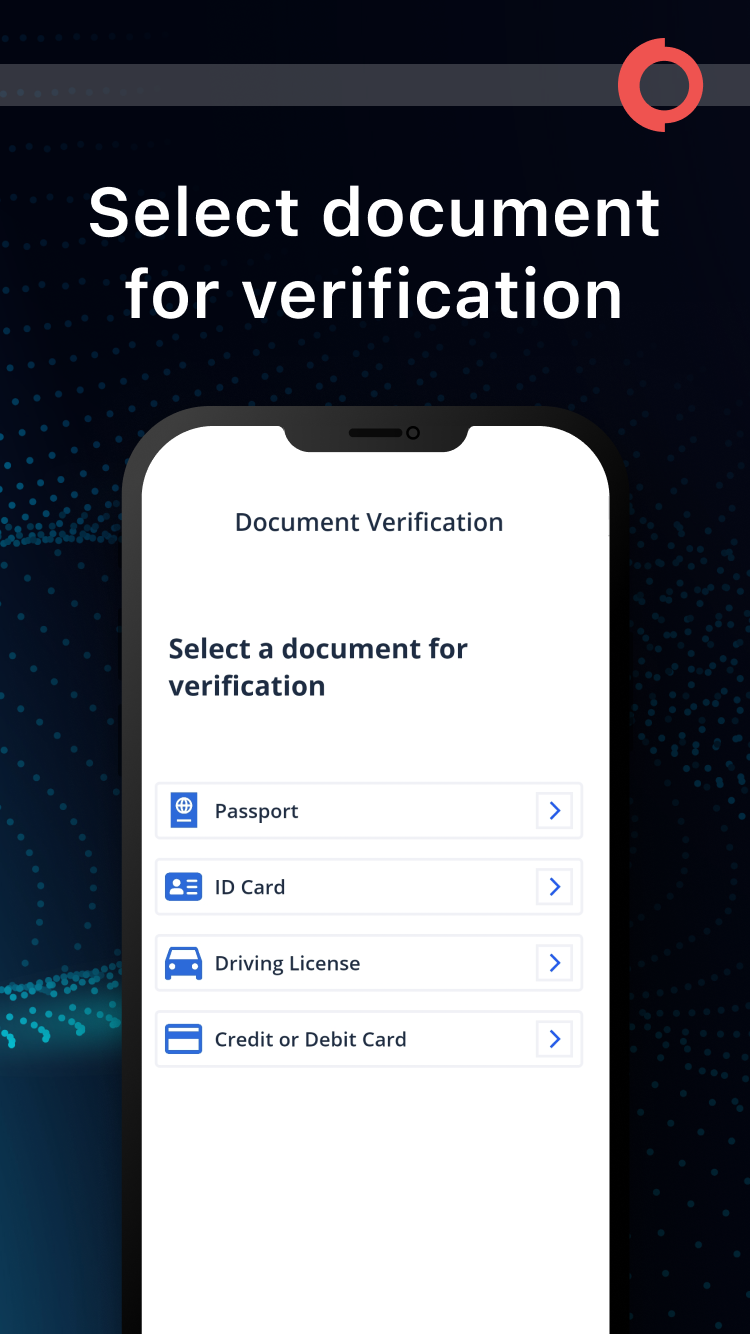 Select document
for verification
Document Verification
Select a document for
verification
Passport
ID Card
Driving License
Credit or Debit Card